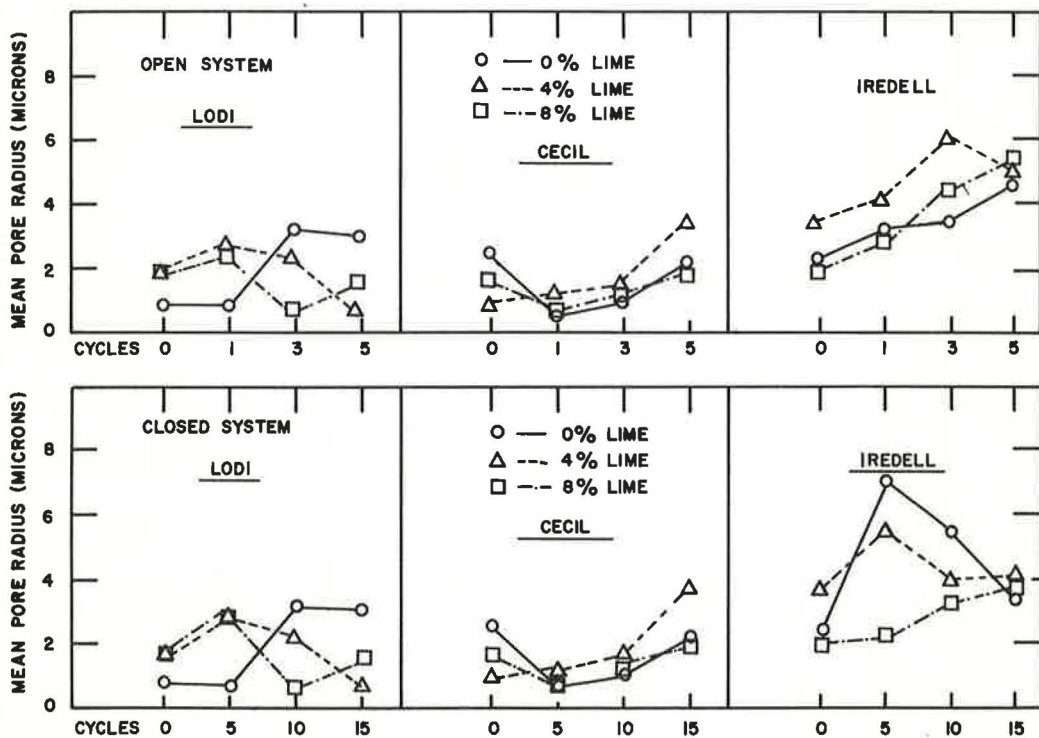 MEAN PORE RADIUS (MICRONS)
8
6
4
2
0
OPEN SYSTEM
LODI
CYCLES 0 1 3 5
○ — 0% LIME
△ ---- 4% LIME
□ —·— 8% LIME
CECIL
0 1 3 5
IREDELL
0 1 3 5
MEAN PORE RADIUS (MICRONS)
8
6
4
2
0
CLOSED SYSTEM
LODI
CYCLES 0 5 10 15
○ — 0% LIME
△ ---- 4% LIME
□ —·— 8% LIME
CECIL
0 5 10 15
IREDELL
0 5 10 15